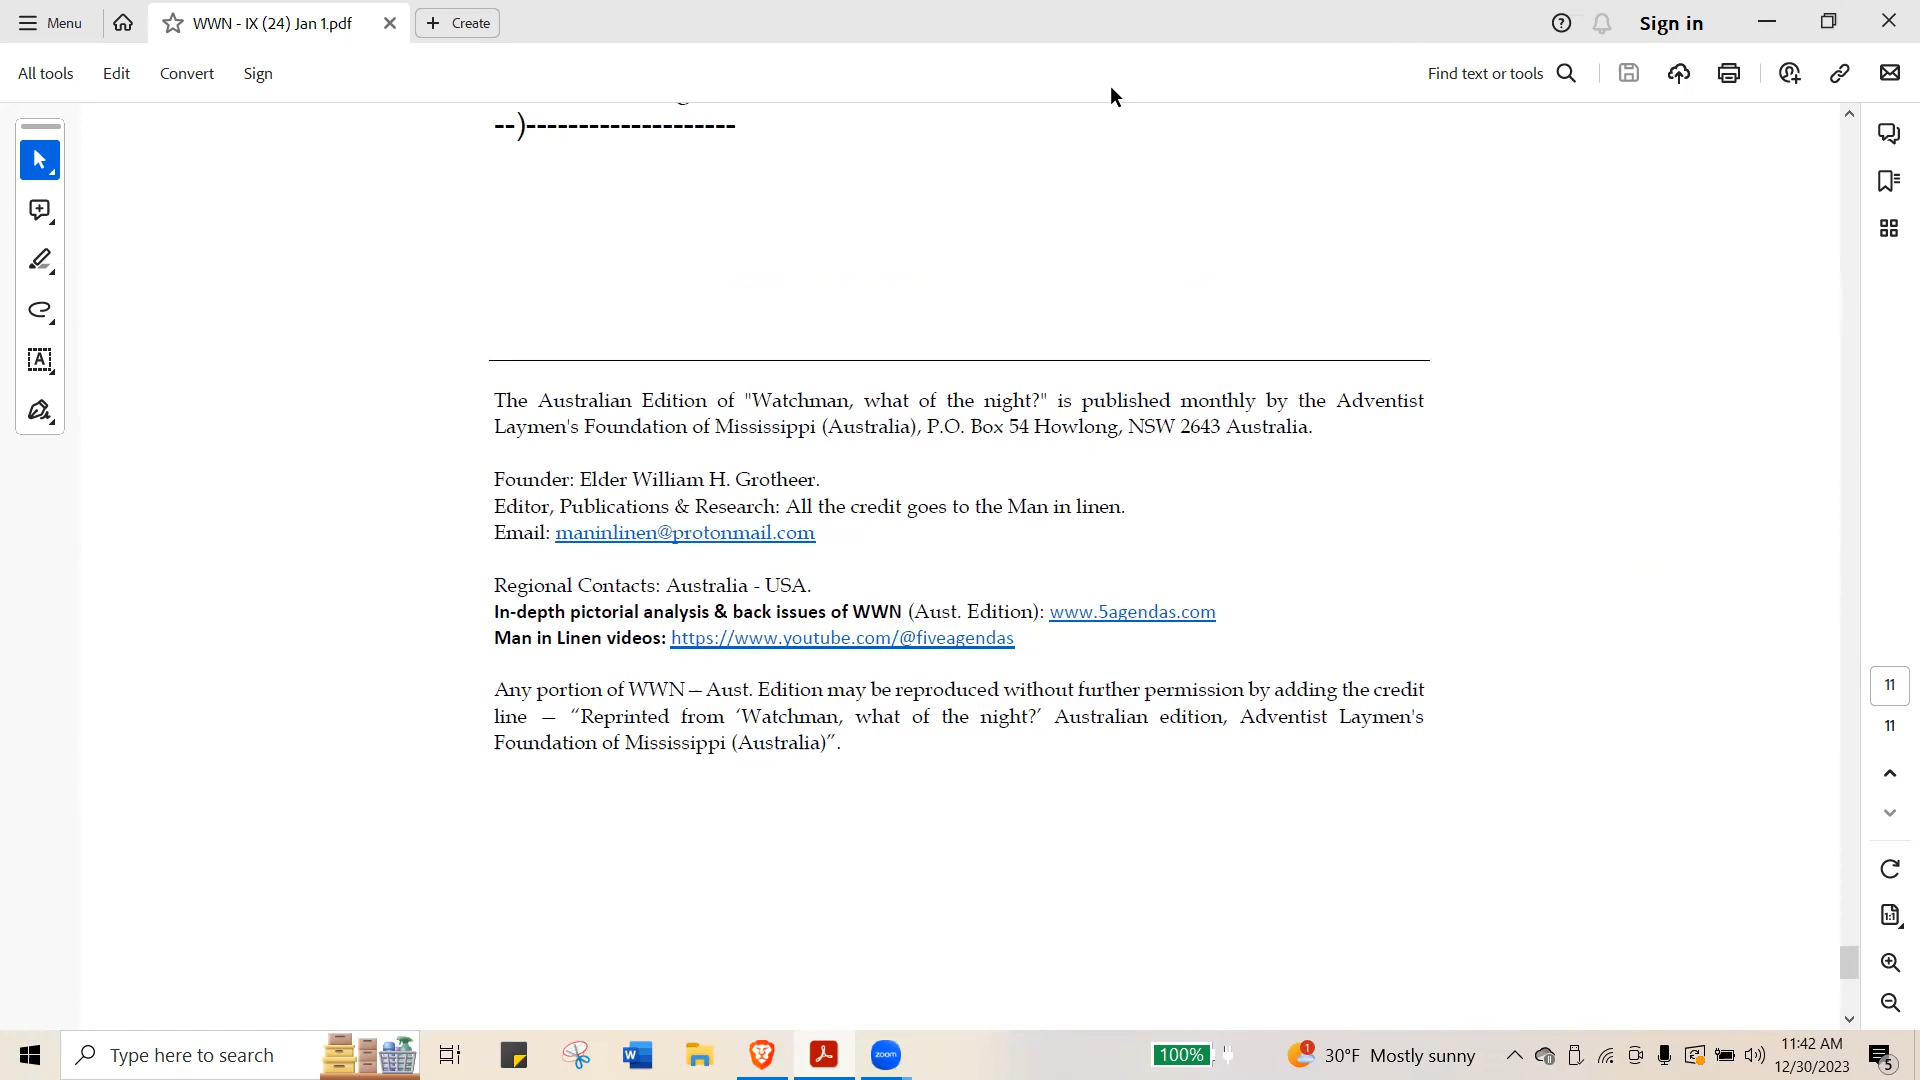 Menu
WWN - IX (24) Jan 1.pdf
Create
Sign in
All tools
Edit
Convert
Sign
Find text or tools
--)--------------------
The Australian Edition of "Watchman, what of the night?" is published monthly by the Adventist
Laymen's Foundation of Mississippi (Australia), P.O. Box 54 Howlong, NSW 2643 Australia.
Founder: Elder William H. Grotheer.
Editor, Publications & Research: All the credit goes to the Man in linen.
Email: maninlinen@protonmail.com
Regional Contacts: Australia - USA.
In-depth pictorial analysis & back issues of WWN (Aust. Edition): www.5agendas.com
Man in Linen videos: https://www.youtube.com/@fiveagendas
Any portion of WWN — Aust. Edition may be reproduced without further permission by adding the credit
line — “Reprinted from ‘Watchman, what of the night?’ Australian edition, Adventist Laymen's
Foundation of Mississippi (Australia)”.
11
11
Type here to search
zoom
100%
1
30°F Mostly sunny
11:42 AM
12/30/2023
5